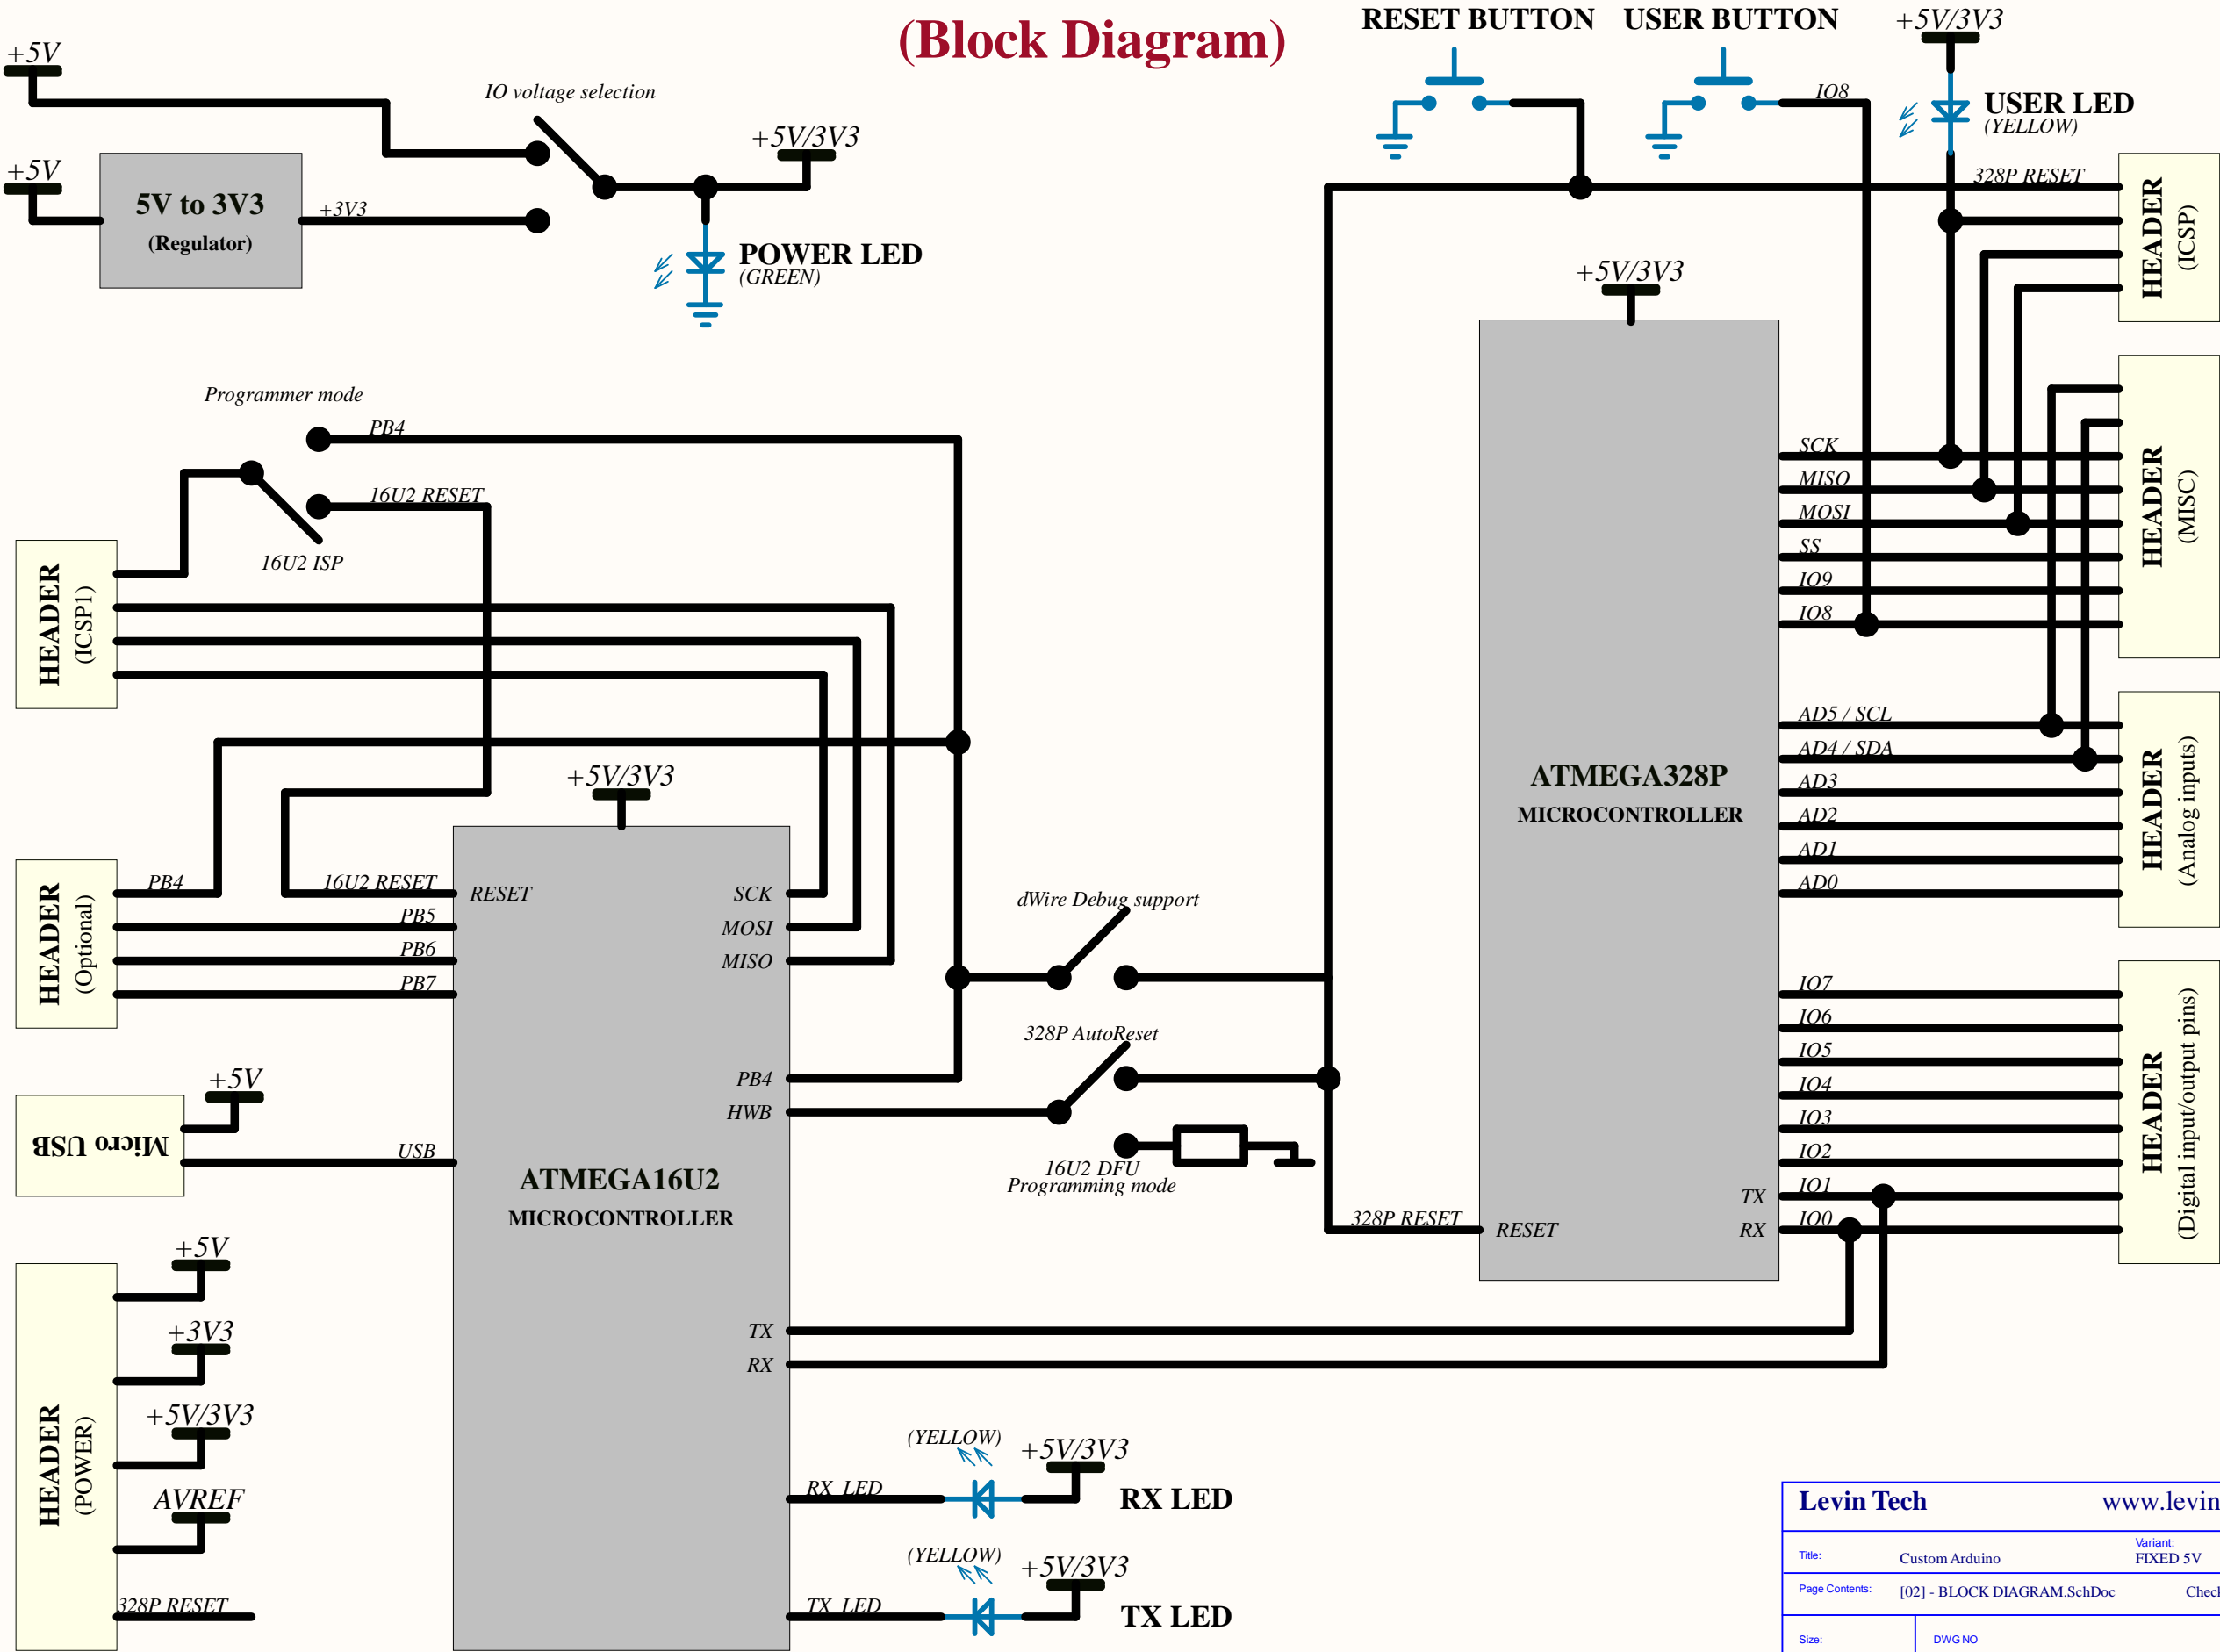 (Block Diagram)
+5V
IO voltage selection
+5V/3V3
+5V
5V to 3V3
(Regulator)
+3V3
POWER LED
(GREEN)
RESET BUTTON
USER BUTTON
IO8
+5V/3V3
USER LED
(YELLOW)
328P RESET
HEADER
(ICSP)
Programmer mode
PB4
16U2 RESET
16U2 ISP
HEADER
(ICSP1)
HEADER
(Optional)
PB4
PB5
PB6
PB7
16U2 RESET
+5V/3V3
RESET
SCK
MOSI
MISO
PB4
HWB
ATMEGA16U2
MICROCONTROLLER
TX
RX
Micro USB
+5V
USB
HEADER
(POWER)
+5V
+3V3
+5V/3V3
AVREF
328P RESET
dWire Debug support
328P AutoReset
16U2 DFU
Programming mode
328P RESET
+5V/3V3
ATMEGA328P
MICROCONTROLLER
RESET
TX
RX
SCK
MISO
MOSI
SS
IO9
IO8
HEADER
(MISC)
AD5 / SCL
AD4 / SDA
AD3
AD2
AD1
AD0
HEADER
(Analog inputs)
IO7
IO6
IO5
IO4
IO3
IO2
IO1
IO0
HEADER
(Digital input/output pins)
RX_LED
(YELLOW)
+5V/3V3
RX LED
TX_LED
(YELLOW)
+5V/3V3
TX LED
Levin Tech www.levin
Title: Custom Arduino Variant:
FIXED 5V
Page Contents: [02] - BLOCK DIAGRAM.SchDoc Check
Size: DWG NO